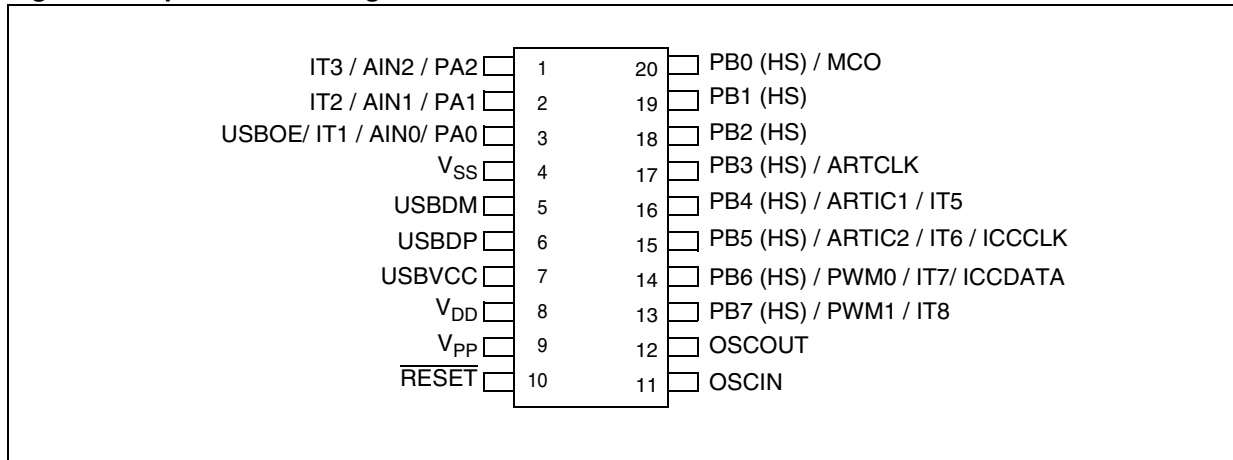 IT3 / AIN2 / PA2 1 20 PB0 (HS) / MCO
IT2 / AIN1 / PA1 2 19 PB1 (HS)
USBOE/ IT1 / AIN0/ PA0 3 18 PB2 (HS)
VSS 4 17 PB3 (HS) / ARTCLK
USBDM 5 16 PB4 (HS) / ARTIC1 / IT5
USBDP 6 15 PB5 (HS) / ARTIC2 / IT6 / ICCCLK
USBVCC 7 14 PB6 (HS) / PWM0 / IT7/ ICCDATA
VDD 8 13 PB7 (HS) / PWM1 / IT8
VPP 9 12 OSCOUT
RESET 10 11 OSCIN